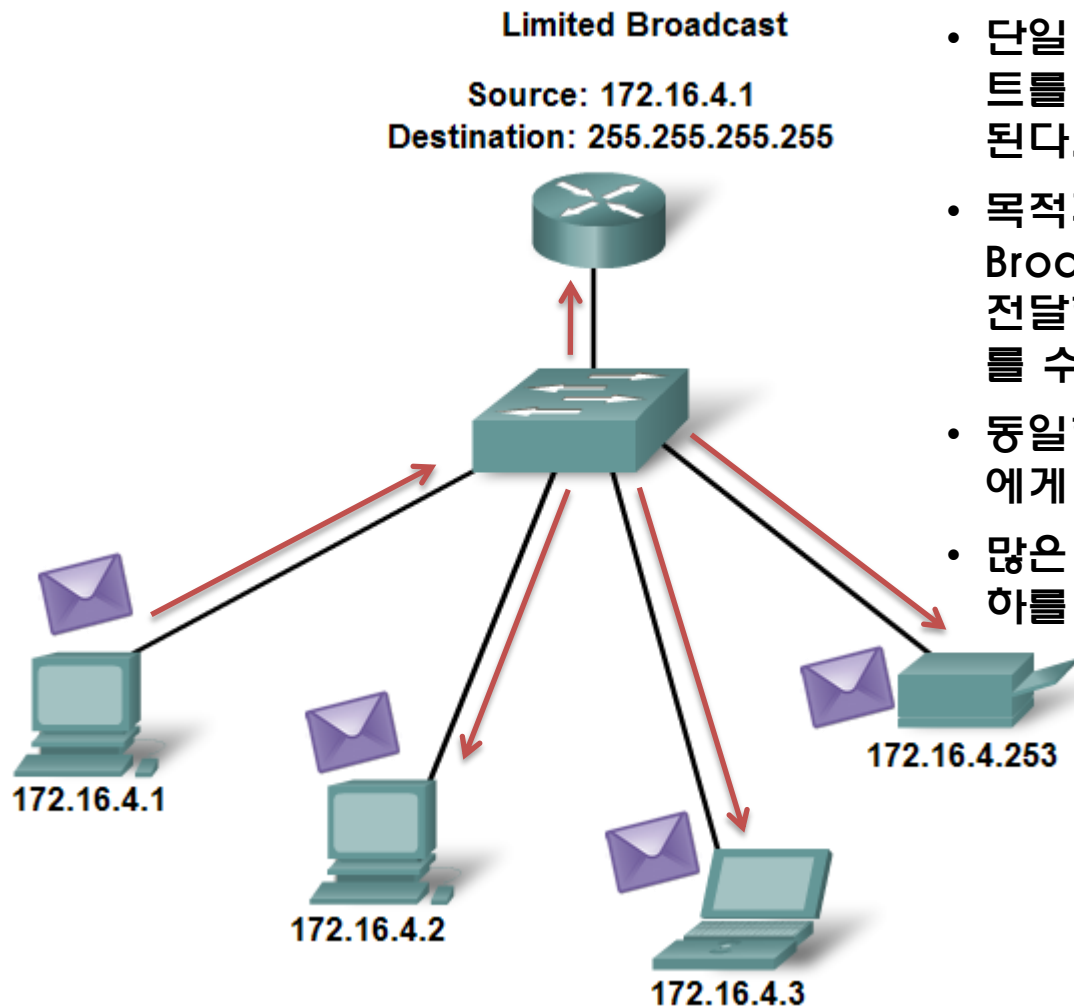 Limited Broadcast
Source: 172.16.4.1
Destination: 255.255.255.255
172.16.4.1
172.16.4.2
172.16.4.3
172.16.4.253
• 단일
트를
된다
• 목적
전달
를 수
• 동일
에게
• 많은
하를